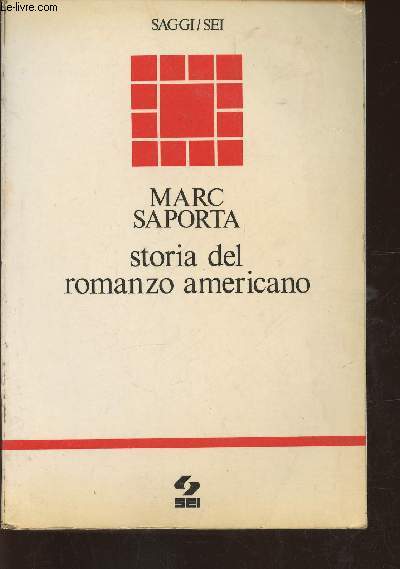 Le-livre.com
SAGGI/SEI
MARC
SAPORTA
storia del
romanzo americano
SEI